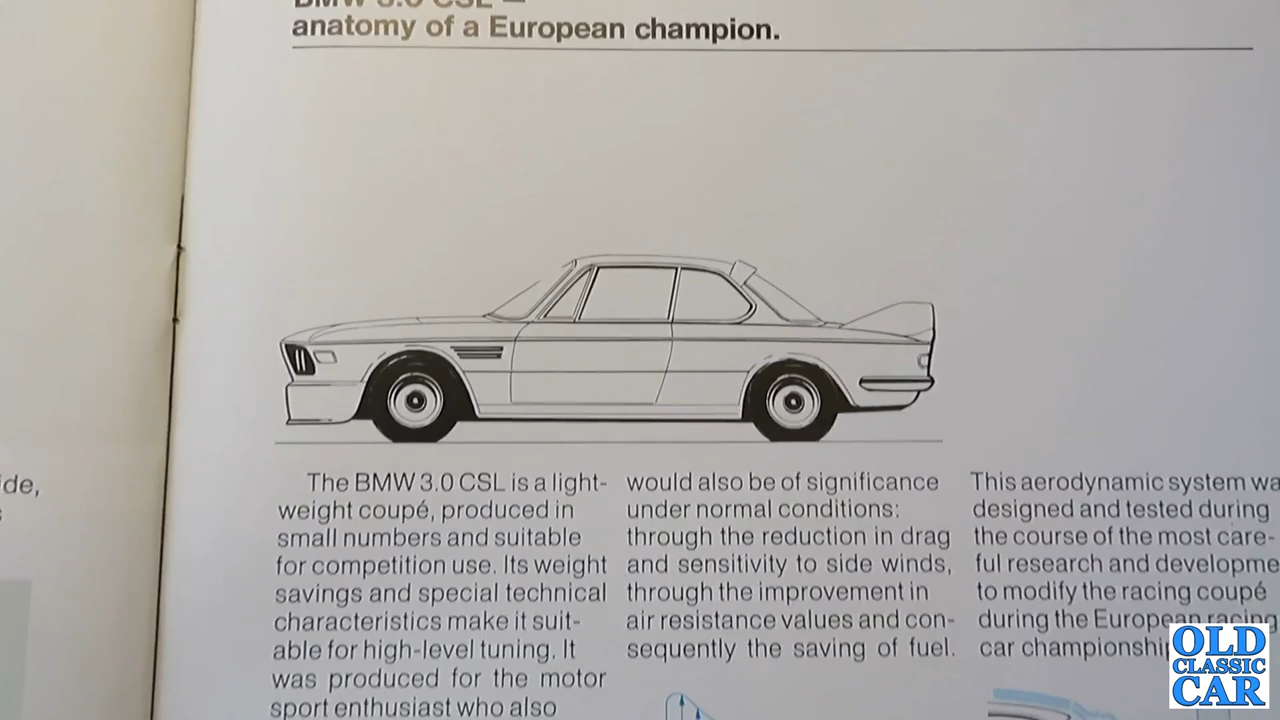 BMW 3.0 CSL –
anatomy of a European champion.
ide,
The BMW 3.0 CSL is a light-
weight coupé, produced in
small numbers and suitable
for competition use. Its weight
savings and special technical
characteristics make it suit-
able for high-level tuning. It
was produced for the motor
sport enthusiast who also
would also be of significance
under normal conditions:
through the reduction in drag
and sensitivity to side winds,
through the improvement in
air resistance values and con-
sequently the saving of fuel.
This aerodynamic system wa
designed and tested during
the course of the most care-
ful research and developme
to modify the racing coupé
during the European racing
car championship
OLD
CLASSIC
CAR